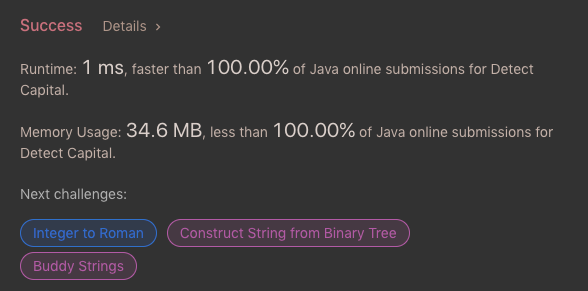 Success Details >
Runtime: 1 ms, faster than 100.00% of Java online submissions for Detect
Capital.
Memory Usage: 34.6 MB, less than 100.00% of Java online submissions for
Detect Capital.
Next challenges:
Integer to Roman Construct String from Binary Tree
Buddy Strings